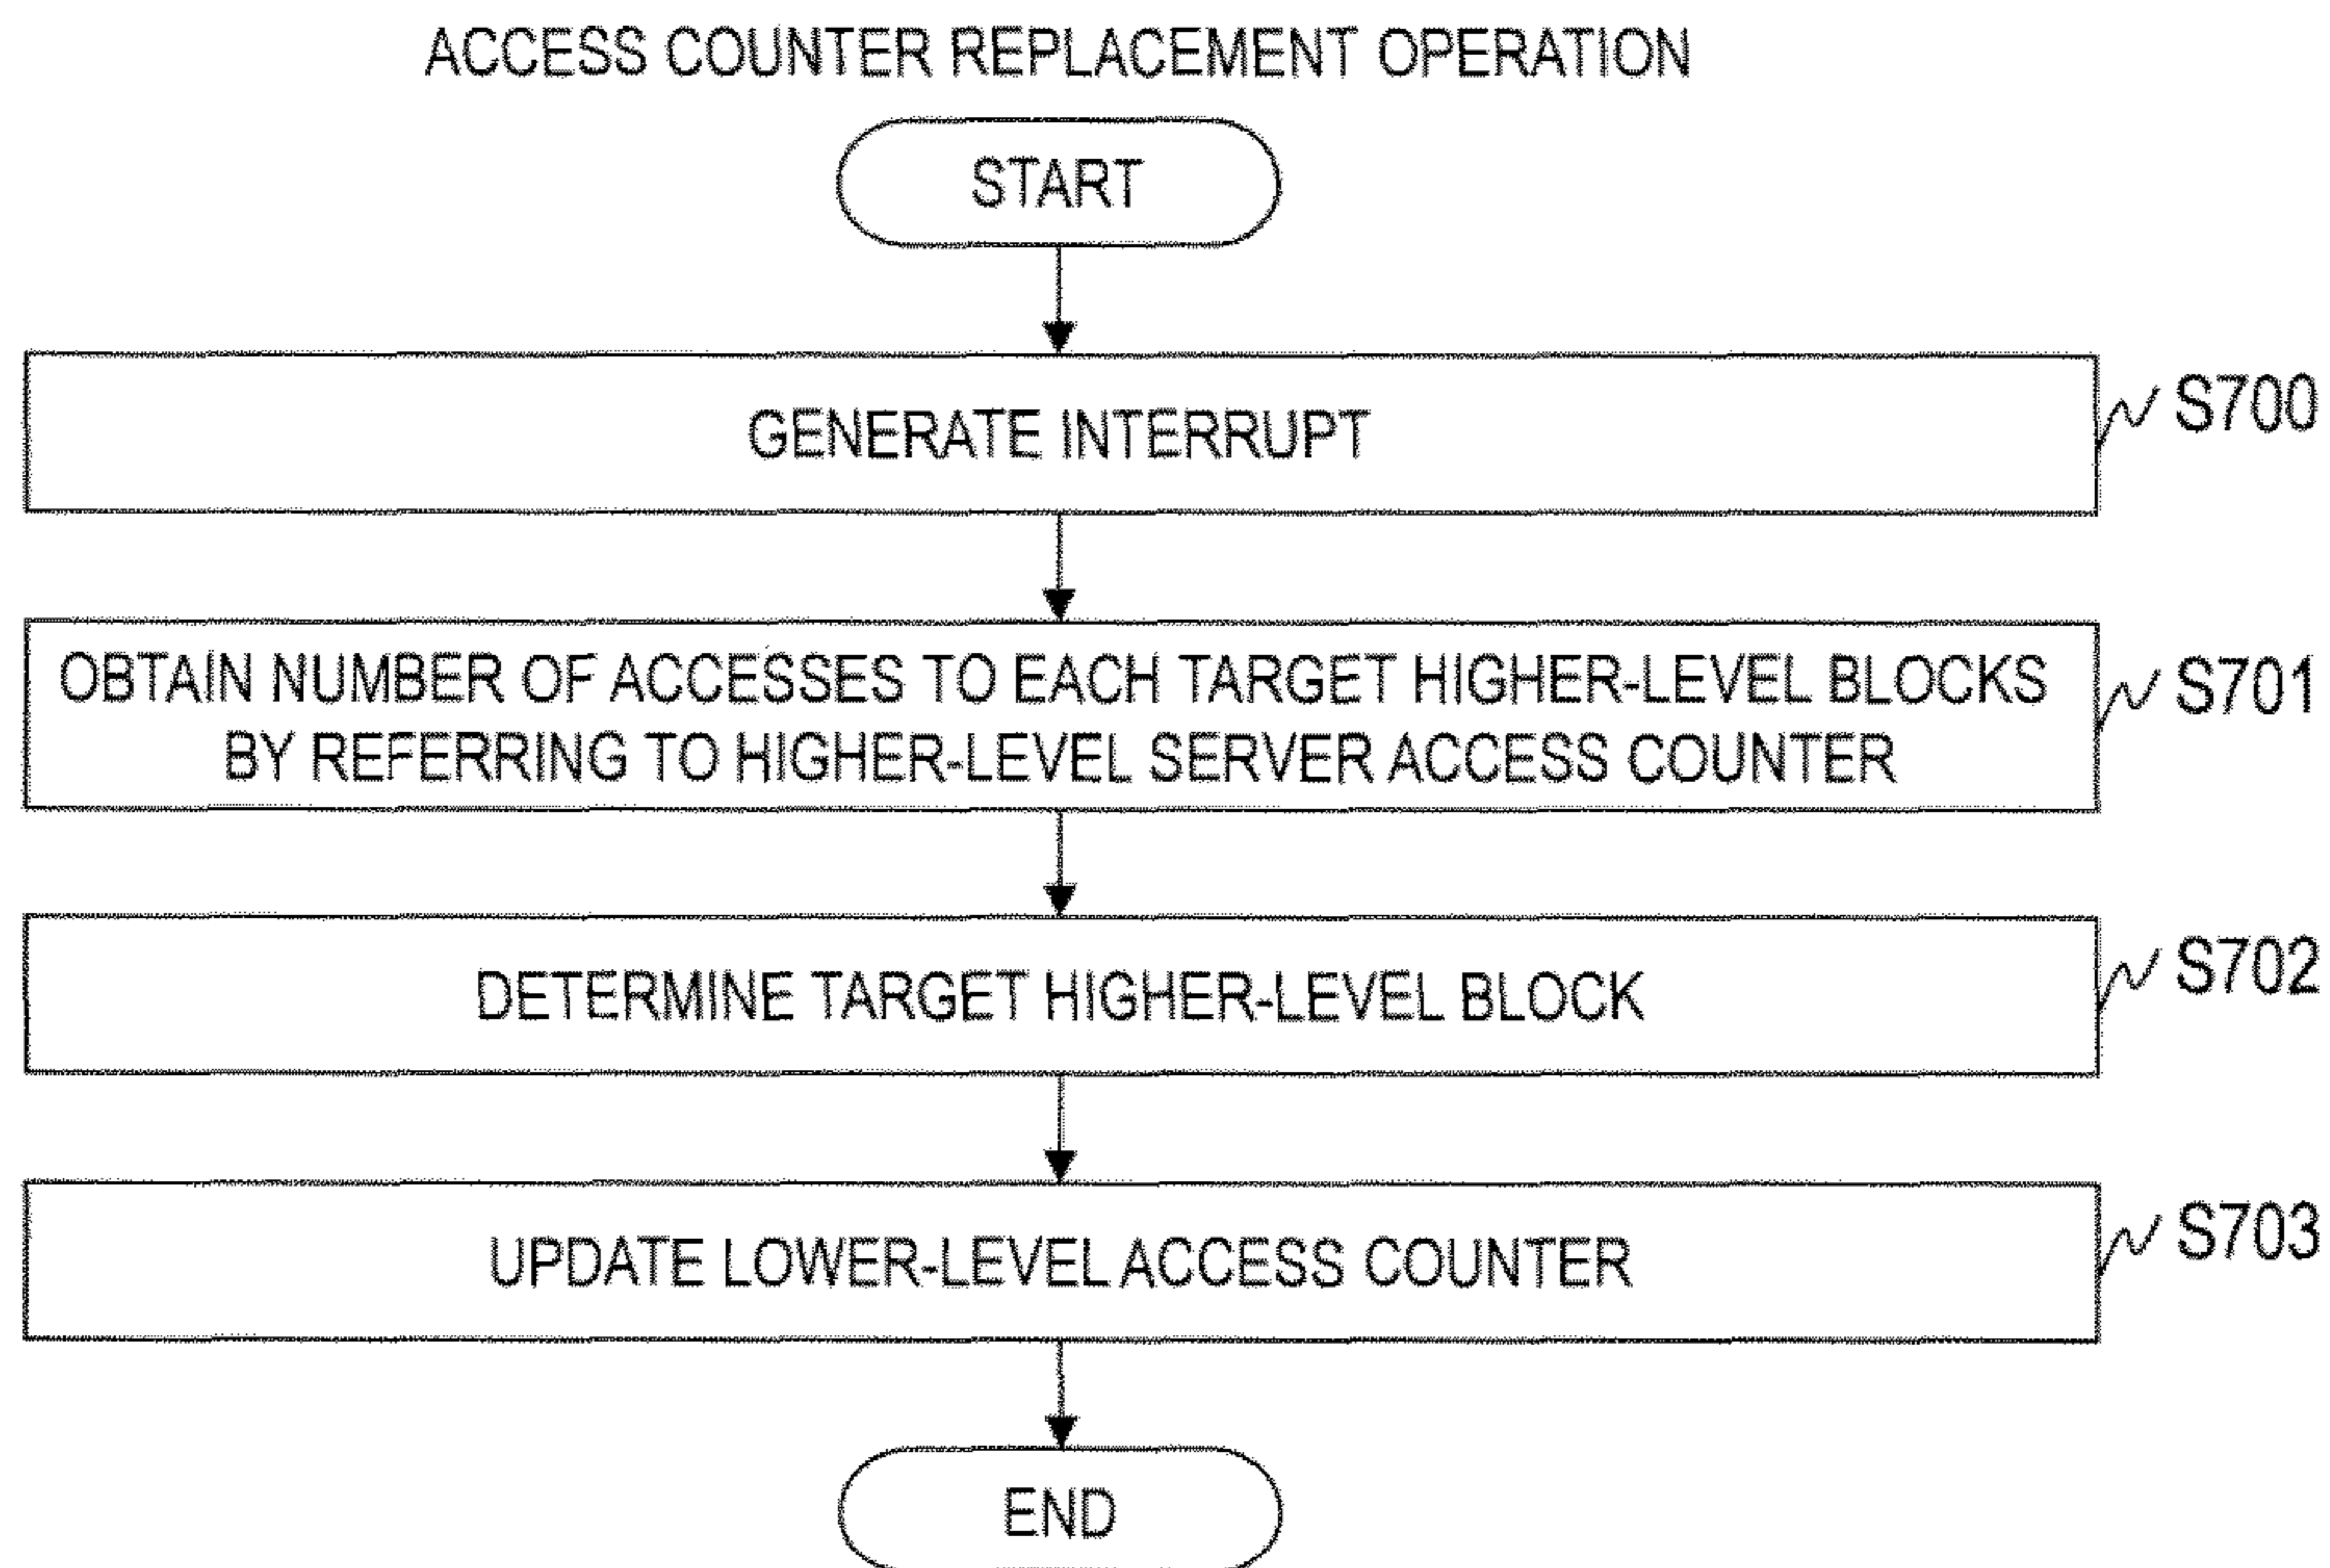 ACCESS COUNTER REPLACEMENT OPERATION
START
GENERATE INTERRUPT
S700
OBTAIN NUMBER OF ACCESSES TO EACH TARGET HIGHER-LEVEL BLOCKS
BY REFERRING TO HIGHER-LEVEL SERVER ACCESS COUNTER
S701
DETERMINE TARGET HIGHER-LEVEL BLOCK
S702
UPDATE LOWER-LEVEL ACCESS COUNTER
S703
END